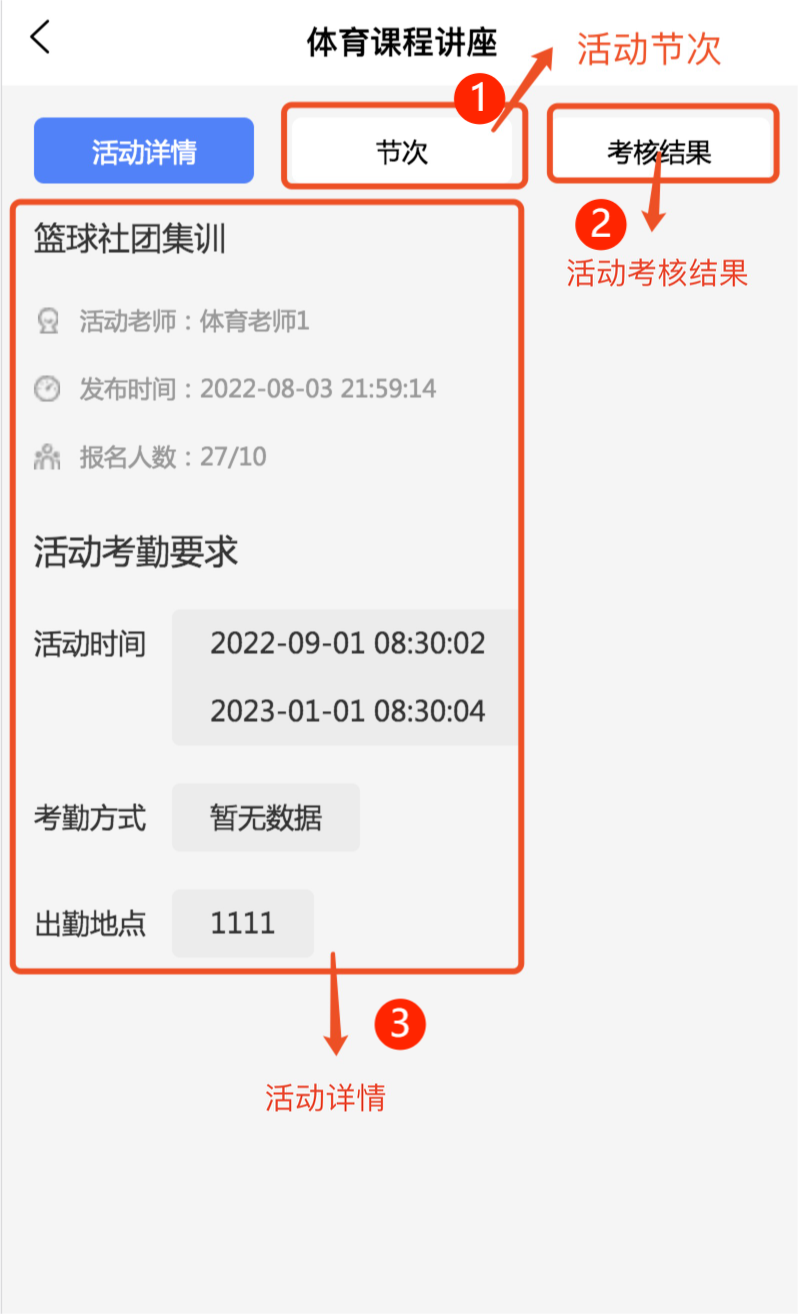 体育课程讲座
活动节次
1
活动详情
节次
考核结果
2
活动考核结果
篮球社团集训
活动老师：体育老师1
发布时间：2022-08-03 21:59:14
报名人数：27/10
活动考勤要求
活动时间 2022-09-01 08:30:02
2023-01-01 08:30:04
考勤方式 暂无数据
出勤地点 1111
3
活动详情